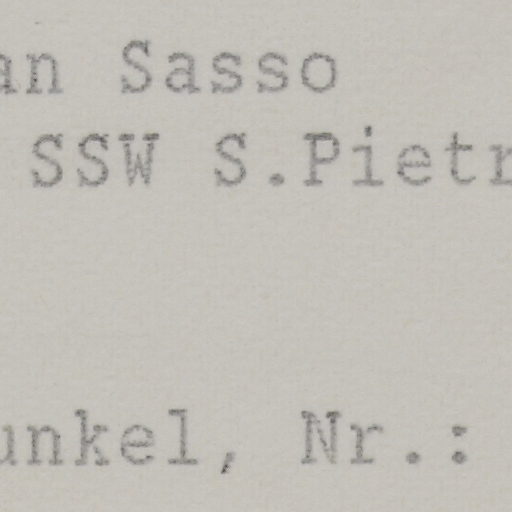 an Sasso
SSW S.Pietr
unkel, Nr.: